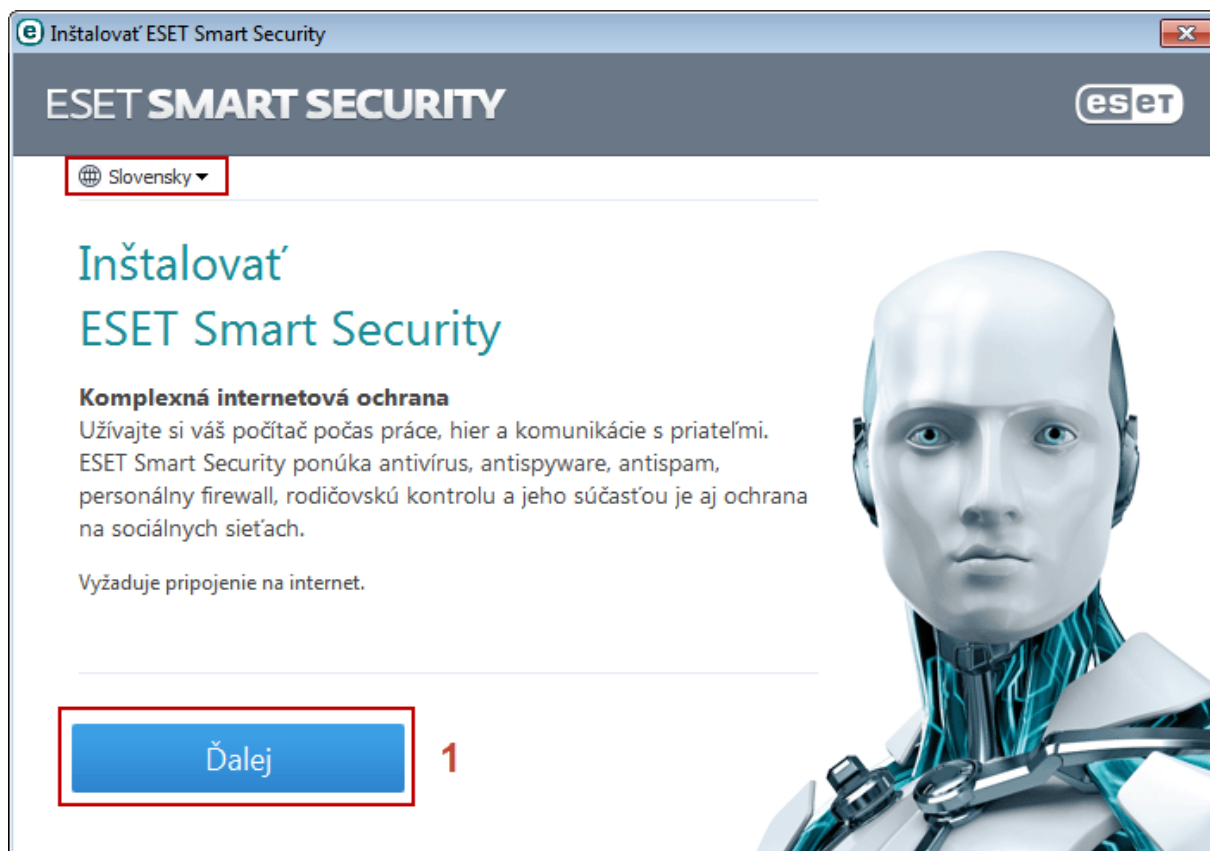 Inštalovať ESET Smart Security
ESET SMART SECURITY
eset
Slovensky
Inštalovať
ESET Smart Security
Komplexná internetová ochrana
Užívajte si váš počítač počas práce, hier a komunikácie s priateľmi.
ESET Smart Security ponúka antivírus, antispyware, antispam,
personálny firewall, rodičovskú kontrolu a jeho súčasťou je aj ochrana
na sociálnych sieťach.
Vyžaduje pripojenie na internet.
Ďalej
1